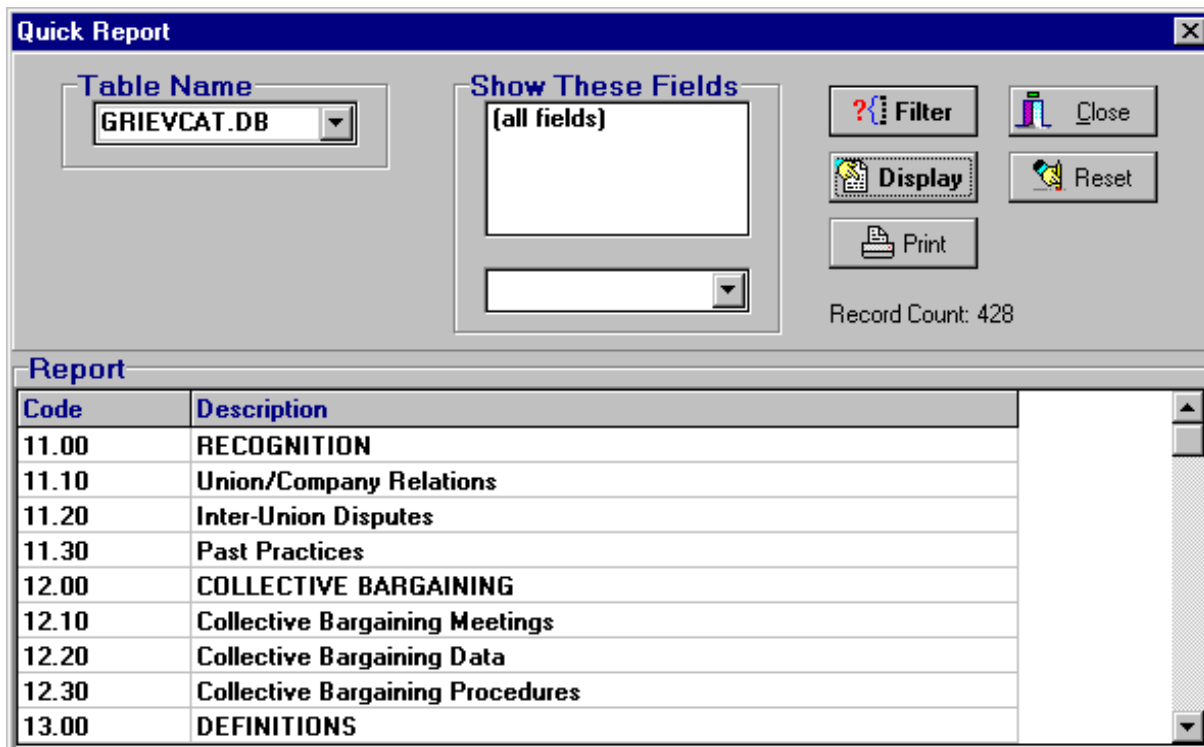 Quick Report
Table Name
GRIEVCAT.DB
Show These Fields
(all fields)
?{ Filter
Close
Display
Reset
Print
Record Count: 428
Report
Code Description
11.00 RECOGNITION
11.10 Union/Company Relations
11.20 Inter-Union Disputes
11.30 Past Practices
12.00 COLLECTIVE BARGAINING
12.10 Collective Bargaining Meetings
12.20 Collective Bargaining Data
12.30 Collective Bargaining Procedures
13.00 DEFINITIONS